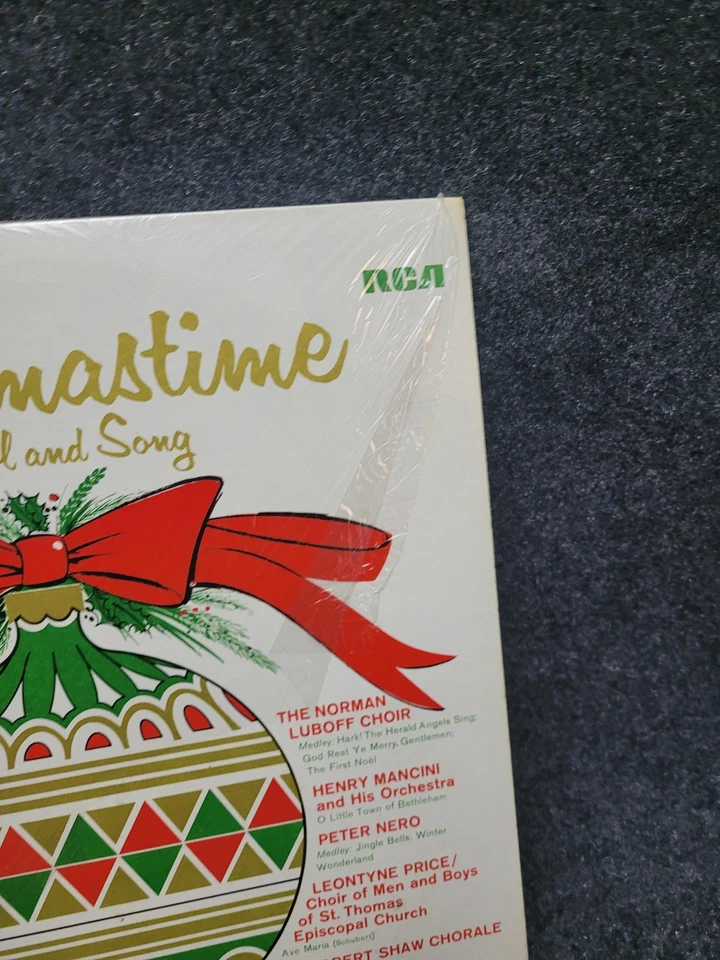 RCA
mastime
l and Song
THE NORMAN
LUBOFF CHOIR
Medley: Hark! The Herald Angels Sing;
God Rest Ye Merry, Gentlemen;
The First Noël
HENRY MANCINI
and His Orchestra
O Little Town of Bethlehem
PETER NERO
Medley: Jingle Bells; Winter
Wonderland
LEONTYNE PRICE/
Choir of Men and Boys
of St. Thomas
Episcopal Church
Ave Maria (Schubert)
BERT SHAW CHORALE